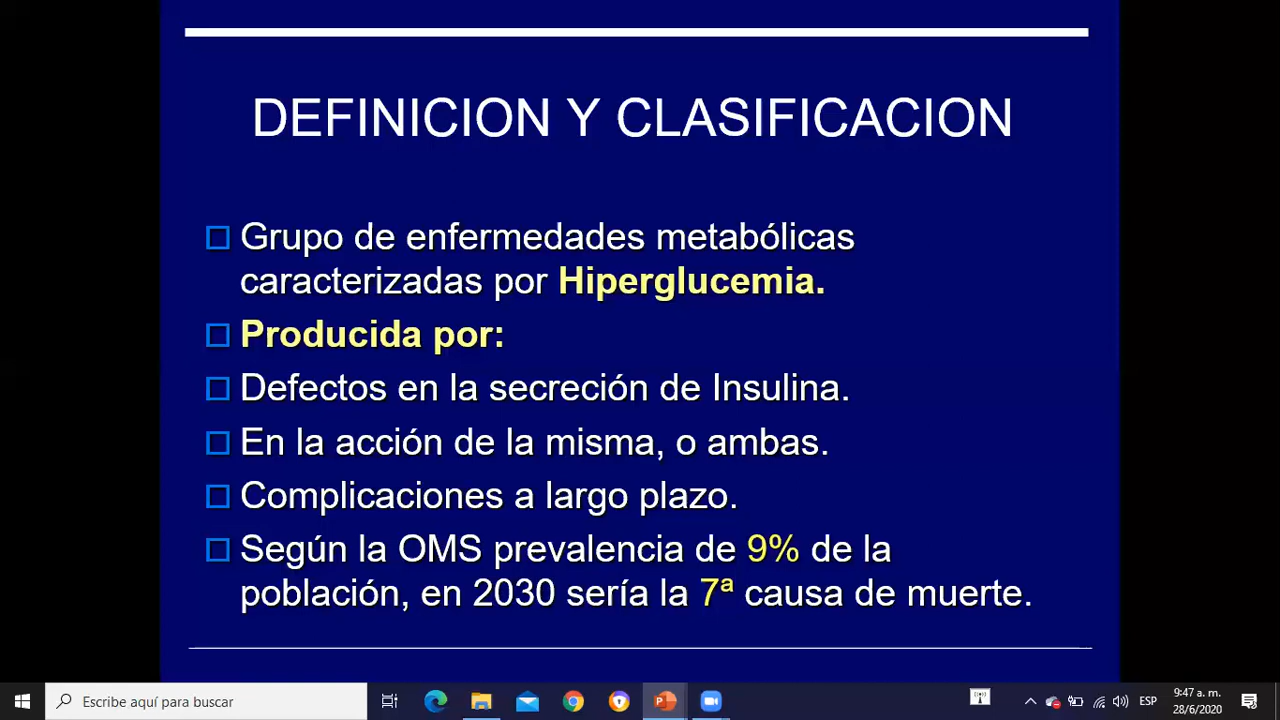 DEFINICION Y CLASIFICACION
Grupo de enfermedades metabólicas
caracterizadas por Hiperglucemia.
Producida por:
Defectos en la secreción de Insulina.
En la acción de la misma, o ambas.
Complicaciones a largo plazo.
Según la OMS prevalencia de 9% de la
población, en 2030 sería la 7ª causa de muerte.
Escribe aquí para buscar
ESP
9:47 a. m.
28/6/2020